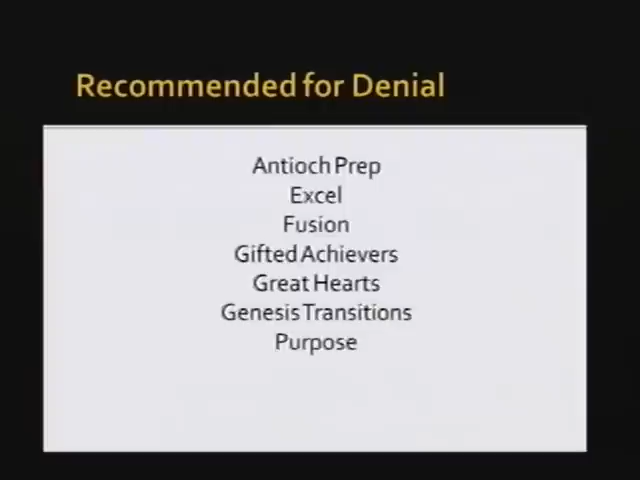 Recommended for Denial
Antioch Prep
Excel
Fusion
Gifted Achievers
Great Hearts
Genesis Transitions
Purpose